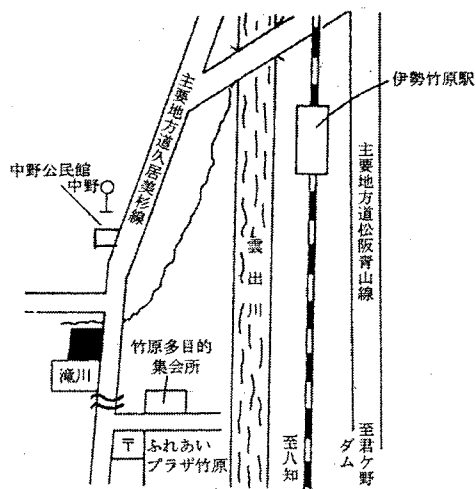 伊勢竹原駅
主要地方道久居美杉線
主要地方道松阪青山線
中野公民館
中野
雲出川
竹原多目的
集会所
滝川
〒
ふれあい
プラザ竹原
至八知
至君ケ野
ダム